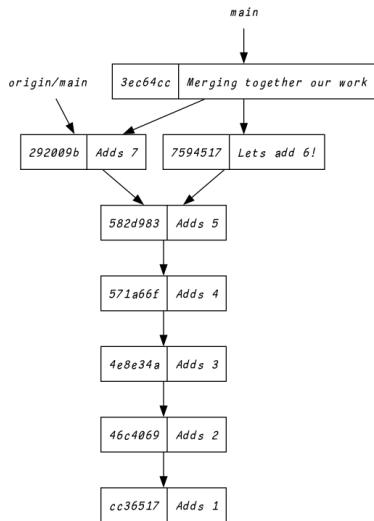 main
origin/main
3ec64cc Merging together our work
292009b Adds 7
7594517 Lets add 6!
582d983 Adds 5
571a66f Adds 4
4e8e34a Adds 3
46c4069 Adds 2
cc36517 Adds 1